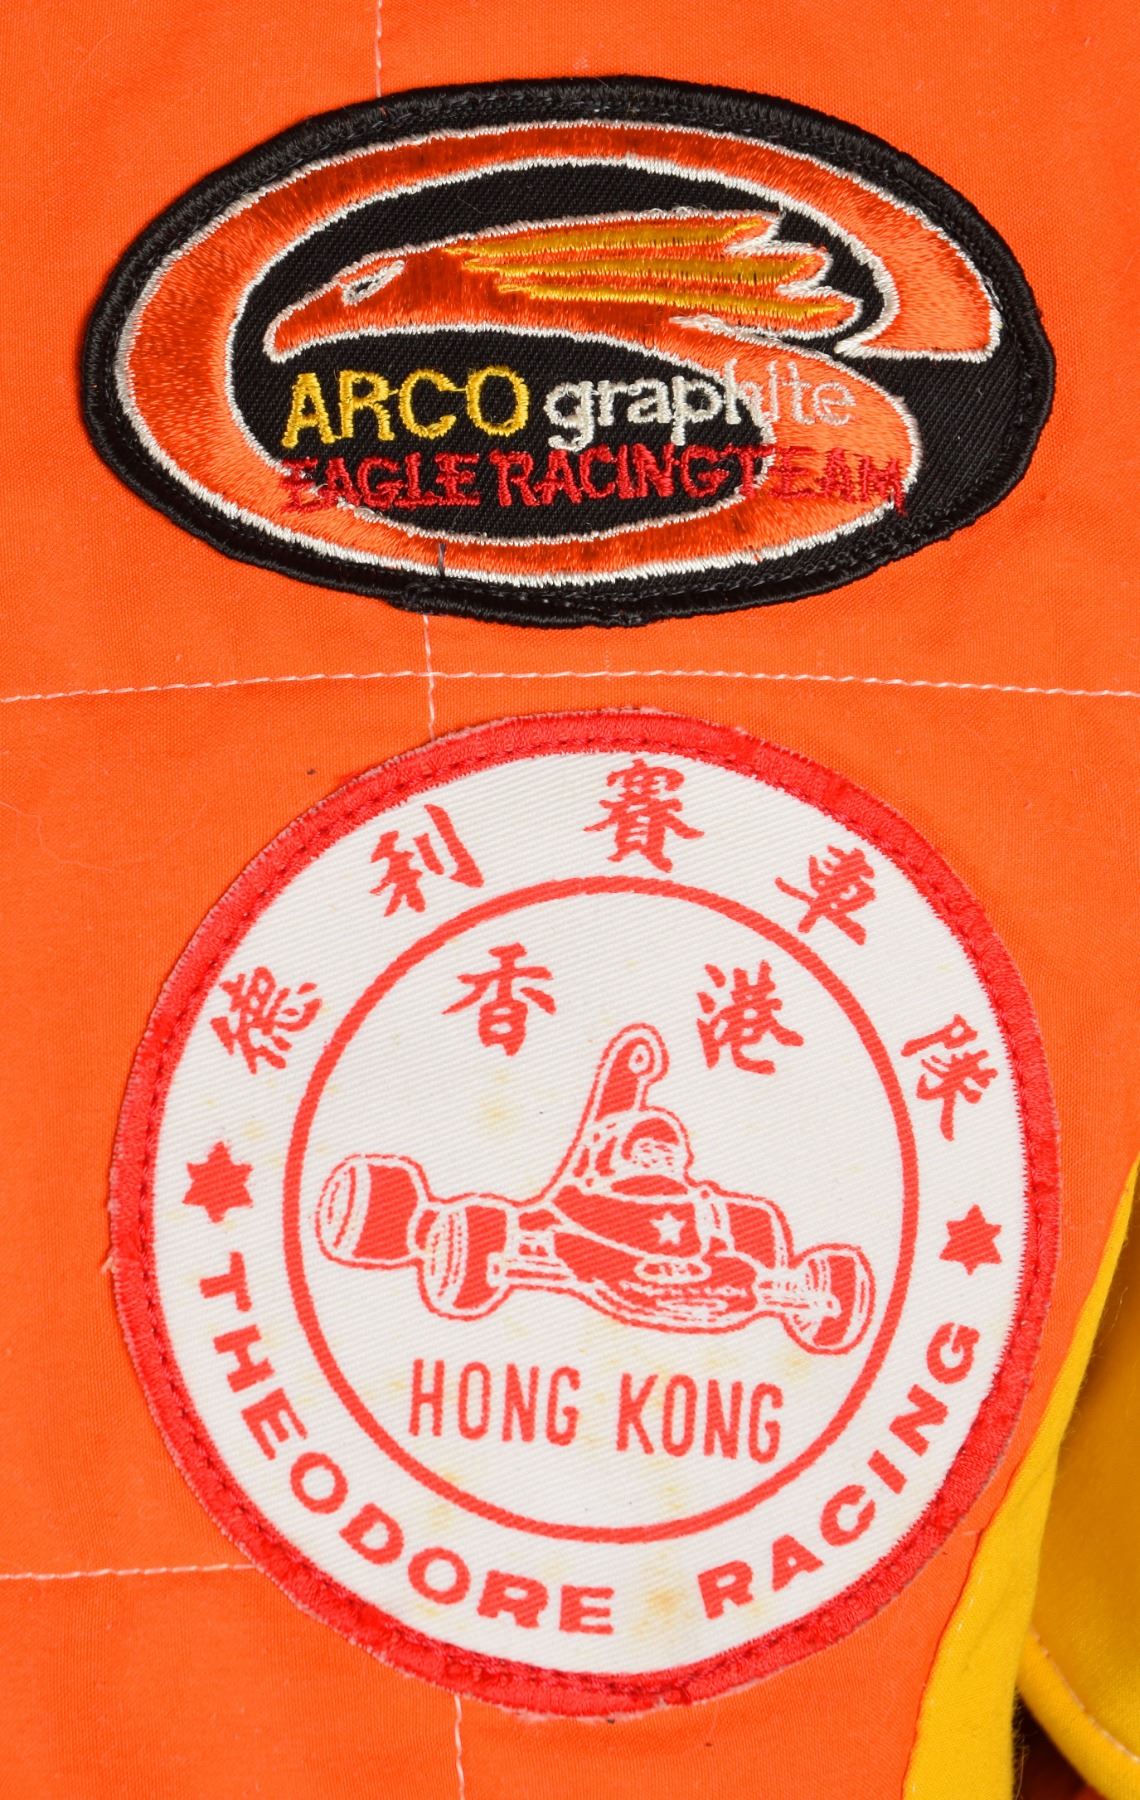 ARCO graphite
EAGLE RACING TEAM
德利賽車隊
香港
HONG KONG
THEODORE RACING